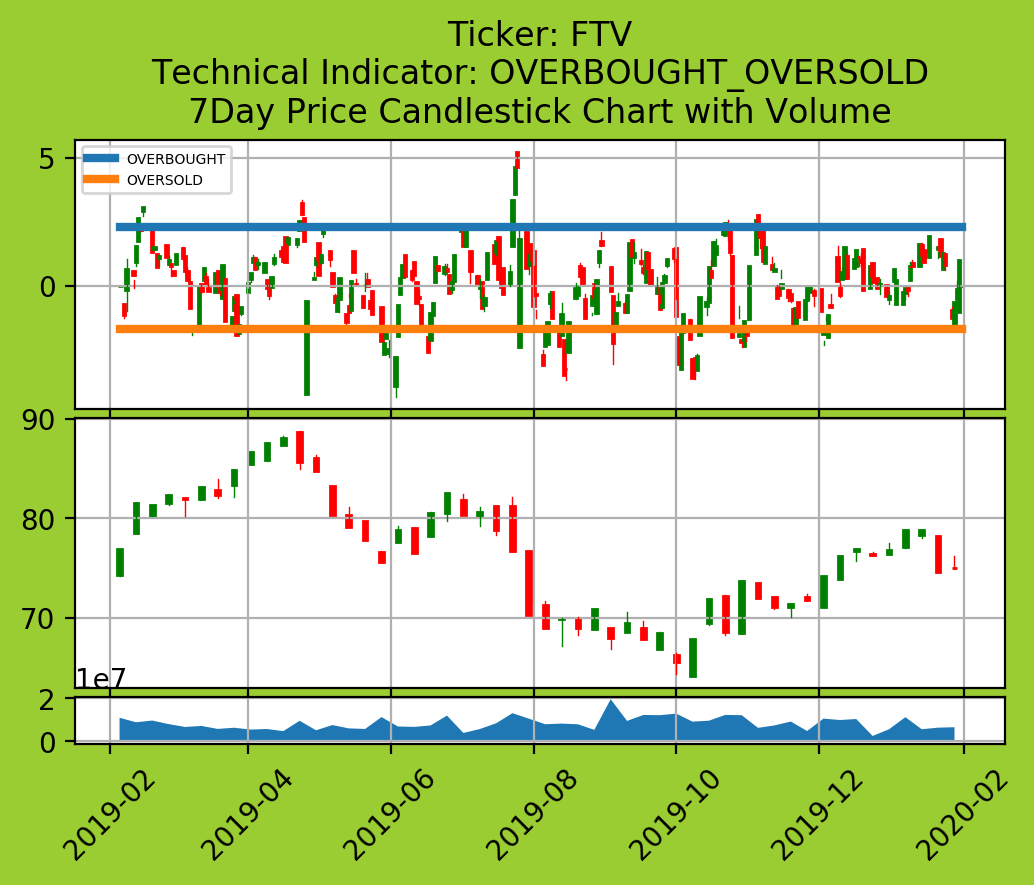 Ticker: FTV
Technical Indicator: OVERBOUGHT_OVERSOLD
7Day Price Candlestick Chart with Volume
OVERBOUGHT
OVERSOLD
5
0
90
80
70
1e7
2
0
2019-02
2019-04
2019-06
2019-08
2019-10
2019-12
2020-02